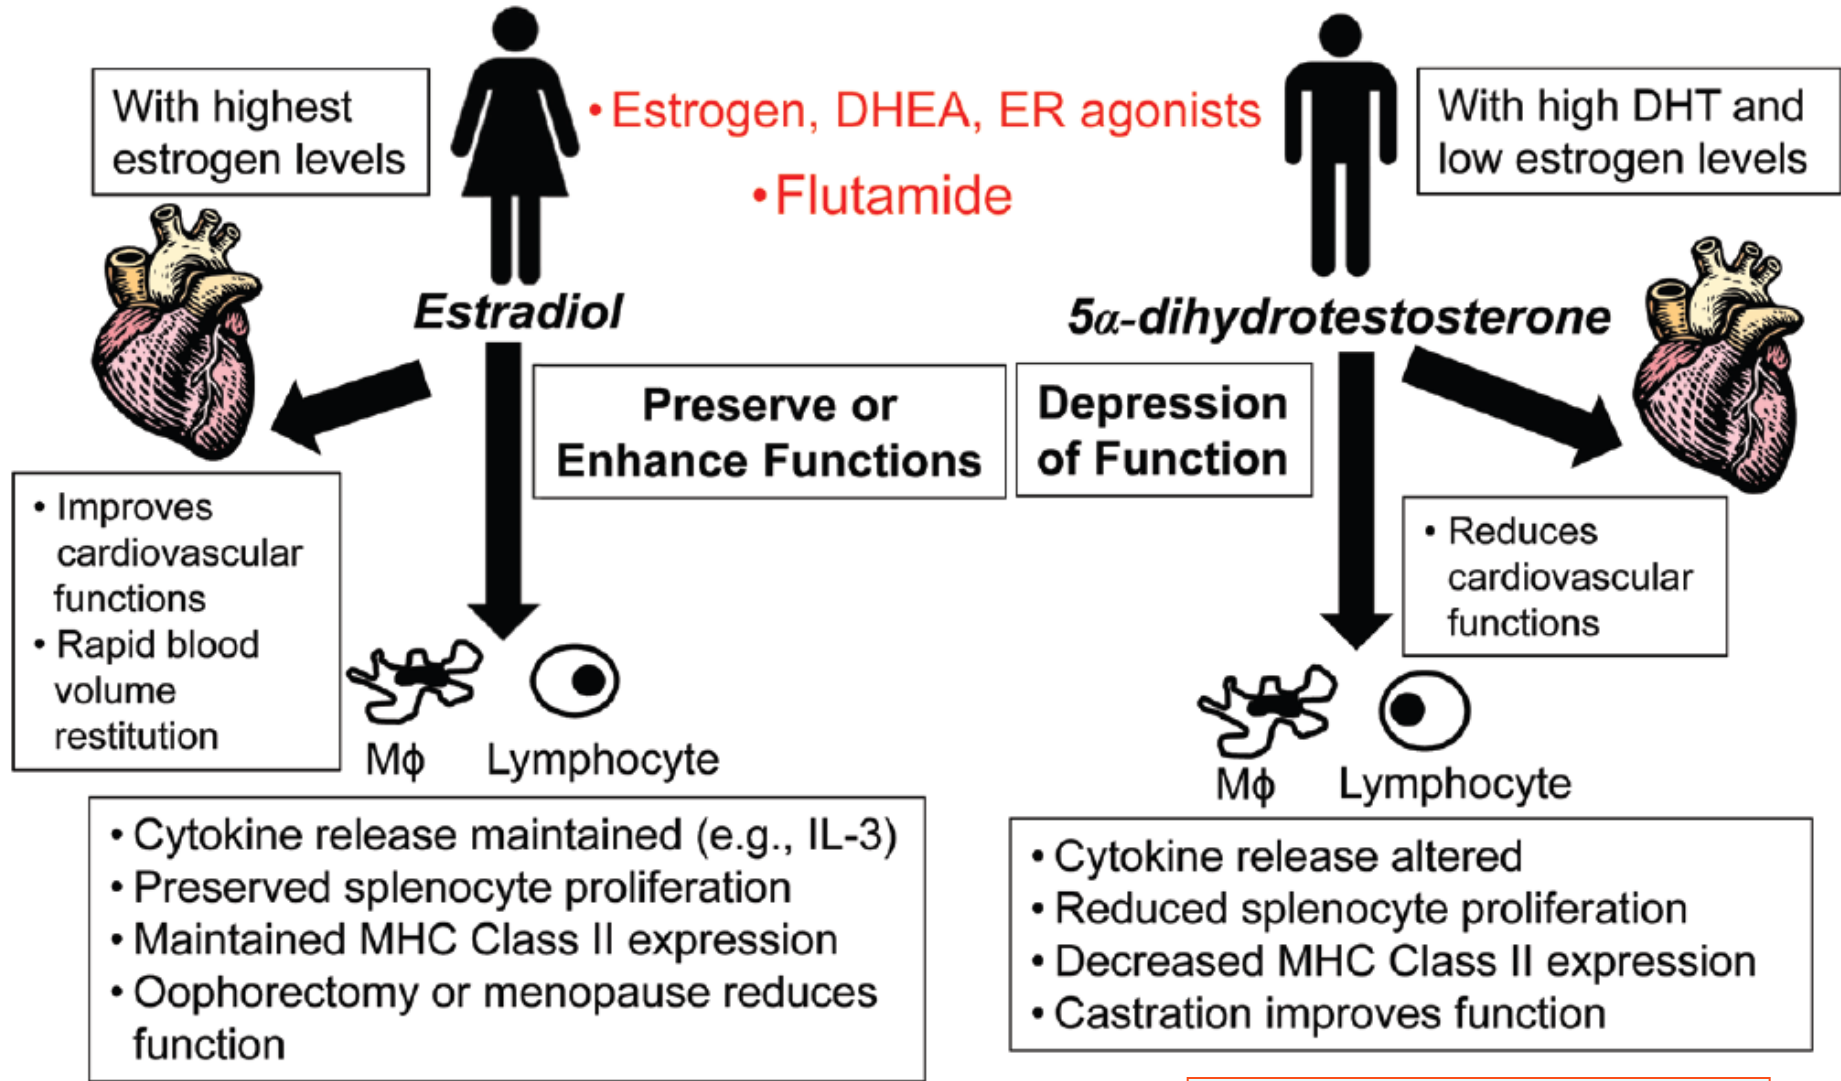 With highest
estrogen levels
• Estrogen, DHEA, ER agonists
• Flutamide
With high DHT and
low estrogen levels
Estradiol
5α-dihydrotestosterone
Preserve or
Enhance Functions
Depression
of Function
• Improves
cardiovascular
functions
• Rapid blood
volume
restitution
• Reduces
cardiovascular
functions
Mϕ
Lymphocyte
Mϕ
Lymphocyte
• Cytokine release maintained (e.g., IL-3)
• Preserved splenocyte proliferation
• Maintained MHC Class II expression
• Oophorectomy or menopause reduces
function
• Cytokine release altered
• Reduced splenocyte proliferation
• Decreased MHC Class II expression
• Castration improves function